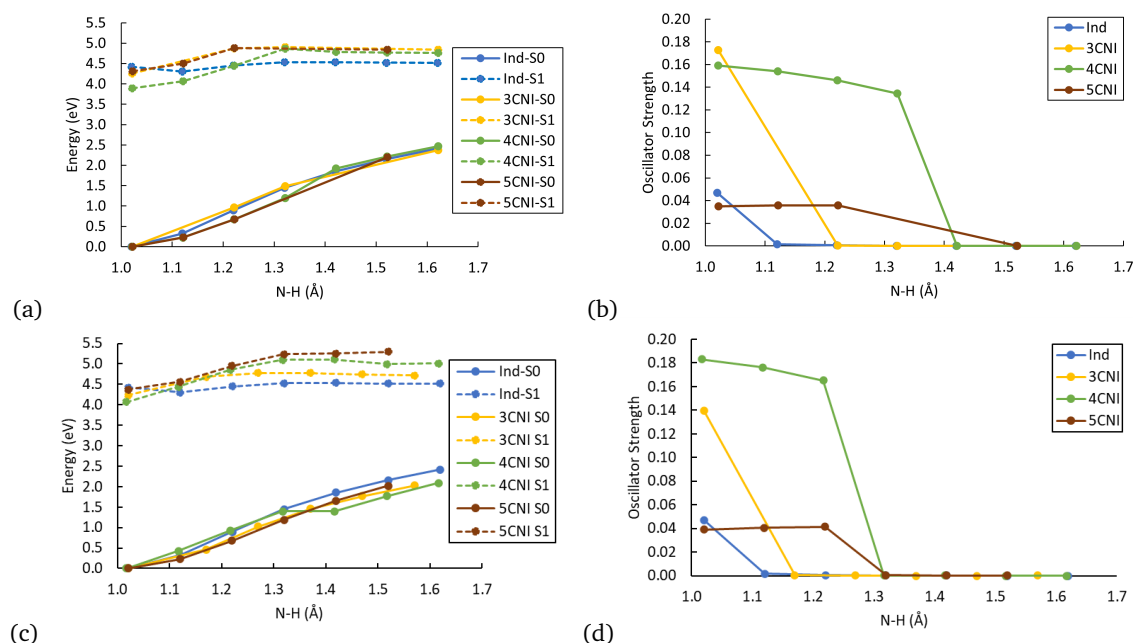 5.5
5.0
4.5
4.0
3.5
3.0
2.5
2.0
1.5
1.0
0.5
0.0
Energy (eV)
1.0 1.1 1.2 1.3 1.4 1.5 1.6 1.7
N-H (Å)
Ind-S0
Ind-S1
3CNI-S0
3CNI-S1
4CNI-S0
4CNI-S1
5CNI-S0
5CNI-S1
(a)
0.20
0.16
0.12
0.08
0.04
0.00
Oscillator Strength
1.0 1.1 1.2 1.3 1.4 1.5 1.6 1.7
N-H (Å)
Ind
3CNI
4CNI
5CNI
(b)
5.5
5.0
4.5
4.0
3.5
3.0
2.5
2.0
1.5
1.0
0.5
0.0
Energy (eV)
1.0 1.1 1.2 1.3 1.4 1.5 1.6 1.7
N-H (Å)
Ind-S0
Ind-S1
3CNI S0
3CNI S1
4CNI S0
4CNI S1
5CNI S0
5CNI S1
(c)
0.20
0.18
0.16
0.14
0.12
0.10
0.08
0.06
0.04
0.02
0.00
Oscillator Strength
1.0 1.1 1.2 1.3 1.4 1.5 1.6 1.7
N-H (Å)
Ind
3CNI
4CNI
5CNI
(d)